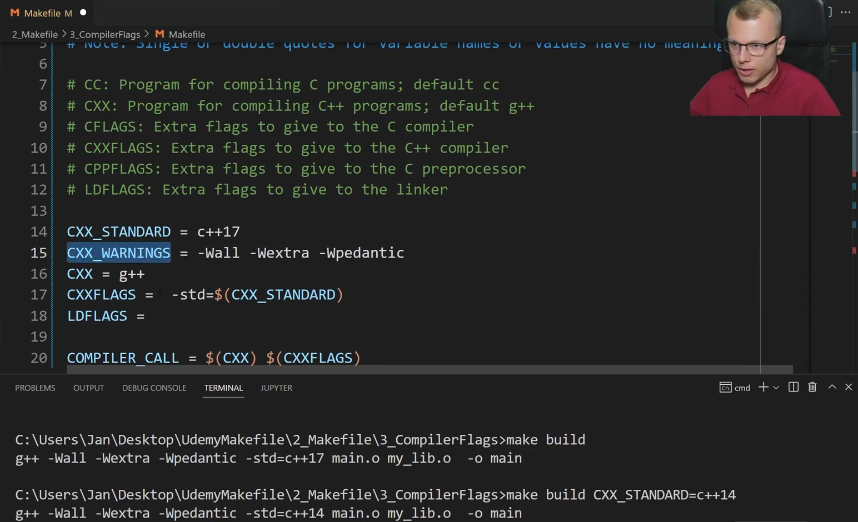 Makefile M
2_Makefile > 3_CompilerFlags > Makefile
5 # Note: Single or double quotes for variable names or values have no meaning
6
7 # CC: Program for compiling C programs; default cc
8 # CXX: Program for compiling C++ programs; default g++
9 # CFLAGS: Extra flags to give to the C compiler
10 # CXXFLAGS: Extra flags to give to the C++ compiler
11 # CPPFLAGS: Extra flags to give to the C preprocessor
12 # LDFLAGS: Extra flags to give to the linker
13
14 CXX_STANDARD = c++17
15 CXX_WARNINGS = -Wall -Wextra -Wpedantic
16 CXX = g++
17 CXXFLAGS =  -std=$(CXX_STANDARD)
18 LDFLAGS =
19
20 COMPILER_CALL = $(CXX) $(CXXFLAGS)
PROBLEMS OUTPUT DEBUG CONSOLE TERMINAL JUPYTER cmd
C:\Users\Jan\Desktop\UdemyMakefile\2_Makefile\3_CompilerFlags>make build
g++ -Wall -Wextra -Wpedantic -std=c++17 main.o my_lib.o  -o main
C:\Users\Jan\Desktop\UdemyMakefile\2_Makefile\3_CompilerFlags>make build CXX_STANDARD=c++14
g++ -Wall -Wextra -Wpedantic -std=c++14 main.o my_lib.o  -o main